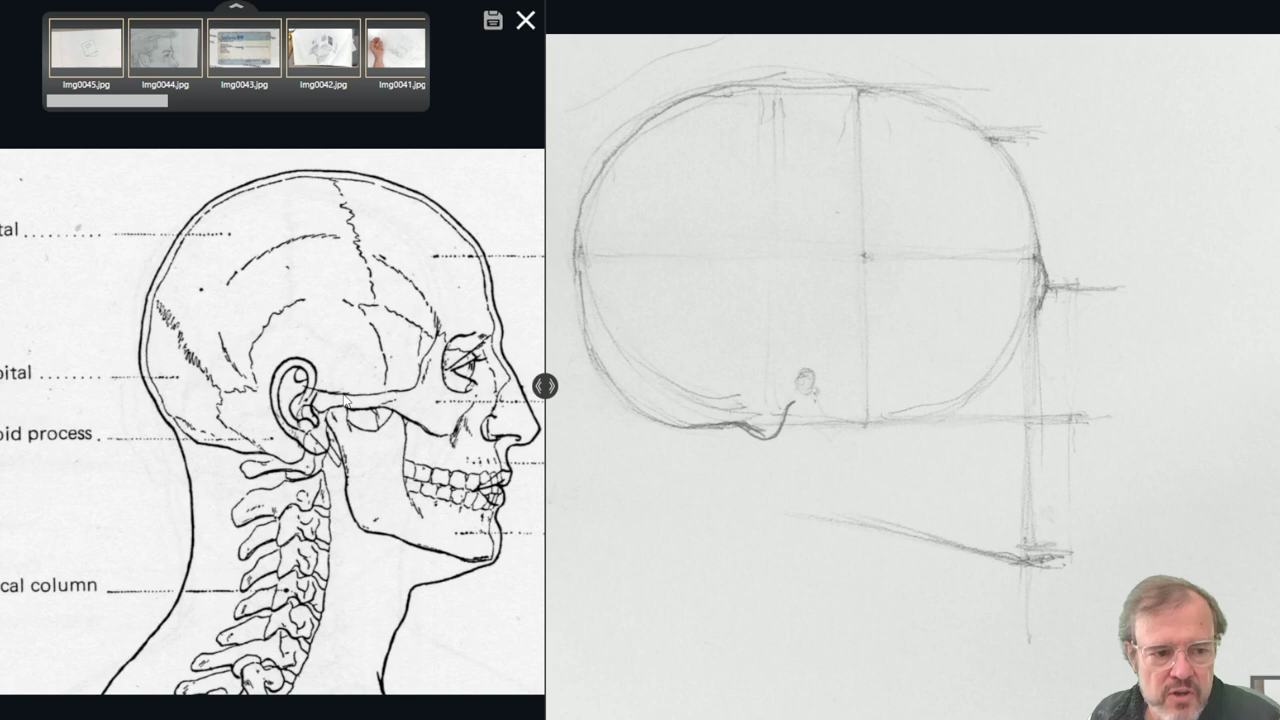 Img0045.jpg
Img0044.jpg
Img0043.jpg
Img0042.jpg
Img0041.jpg
tal
pital
oid process
cal column